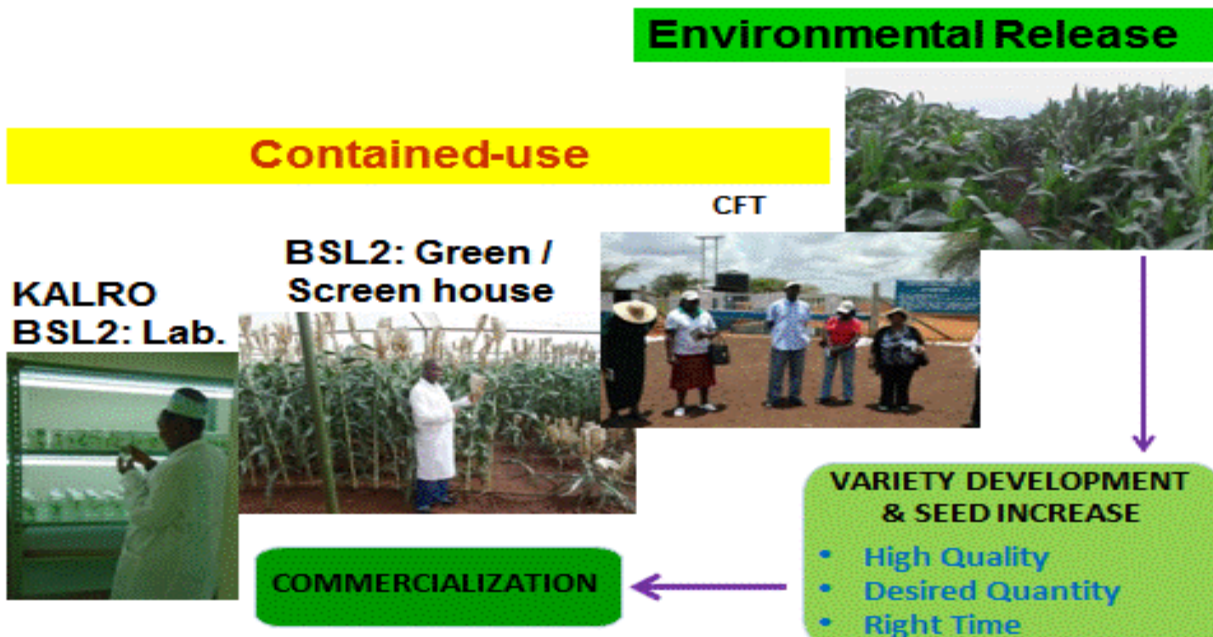 Environmental Release
Contained-use
CFT
BSL2: Green /
Screen house
KALRO
BSL2: Lab.
VARIETY DEVELOPMENT
& SEED INCREASE
• High Quality
• Desired Quantity
• Right Time
COMMERCIALIZATION